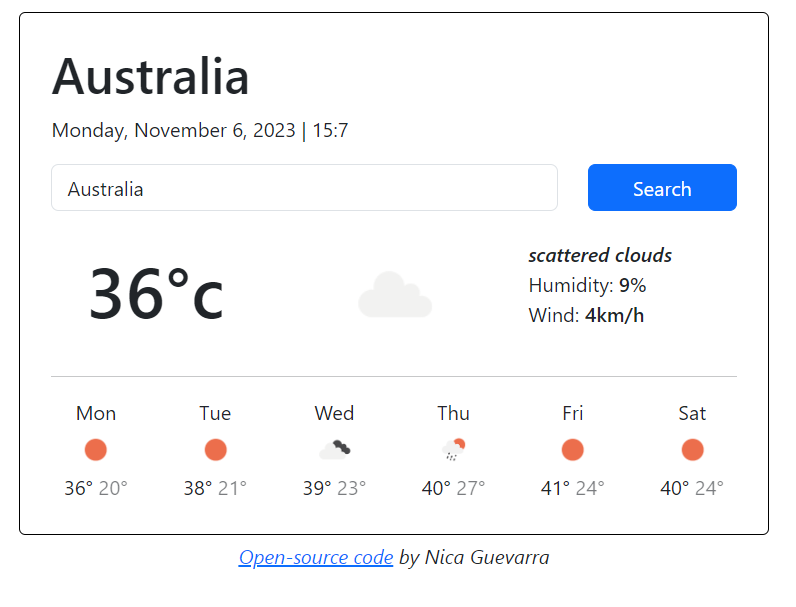 Australia
Monday, November 6, 2023 | 15:7
Australia
Search
36°c
scattered clouds
Humidity: 9%
Wind: 4km/h
Mon Tue Wed Thu Fri Sat
36° 20° 38° 21° 39° 23° 40° 27° 41° 24° 40° 24°
Open-source code by Nica Guevarra